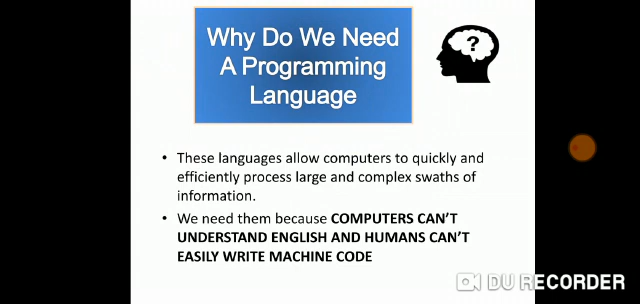 Why Do We Need
A Programming
Language
?
• These languages allow computers to quickly and
efficiently process large and complex swaths of
information.
• We need them because COMPUTERS CAN'T
UNDERSTAND ENGLISH AND HUMANS CAN'T
EASILY WRITE MACHINE CODE
DU RECORDER